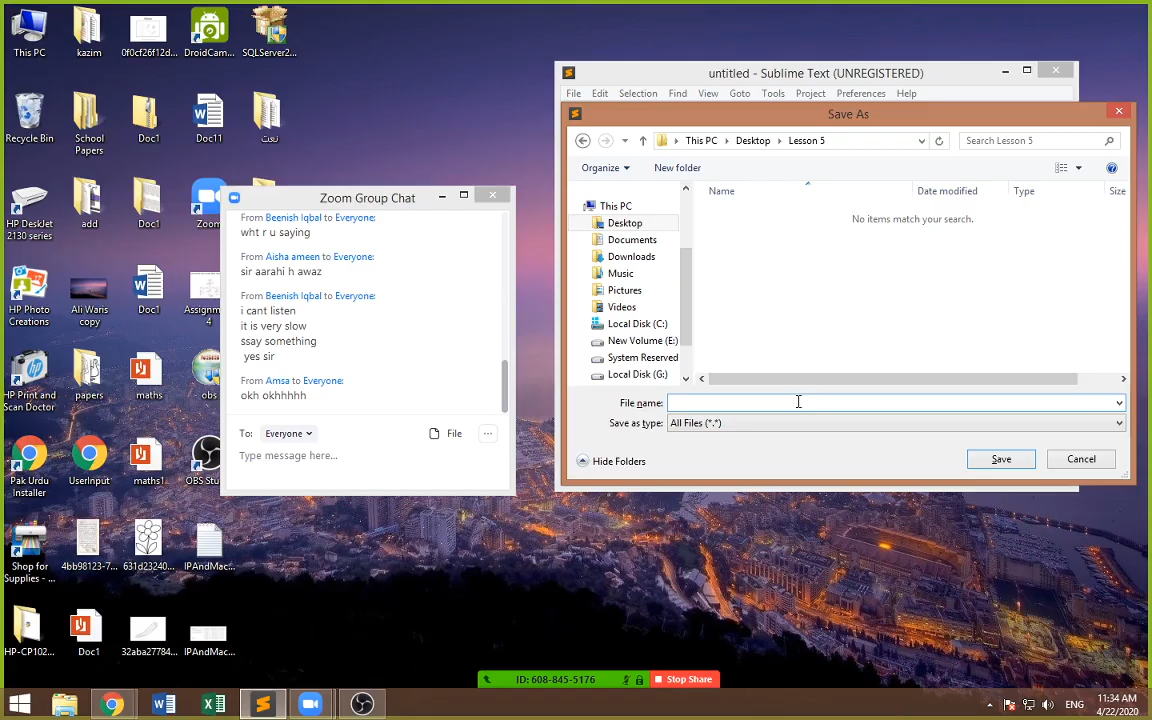 This PC
kazim
0f0cf26f12d...
DroidCam...
SQLServer2...
Recycle Bin
School Papers
Doc1
Doc11
نعت
HP DeskJet 2130 series
add
Doc1
Zoom
HP Photo Creations
Ali Waris copy
Doc1
Assignm 4
HP Print and Scan Doctor
papers
maths
obs
Pak Urdu Installer
UserInput
maths1
OBS Stu
Shop for Supplies - ...
4bb98123-7...
631d23240...
IPAndMac...
HP-CP102...
Doc1
32aba27784...
IPAndMac...
Zoom Group Chat
From Beenish Iqbal to Everyone:
wht r u saying
From Aisha ameen to Everyone:
sir aarahi h awaz
From Beenish Iqbal to Everyone:
i cant listen
it is very slow
ssay something
yes sir
From Amsa to Everyone:
okh okhhhhh
To: Everyone File ...
Type message here...
untitled - Sublime Text (UNREGISTERED)
File Edit Selection Find View Goto Tools Project Preferences Help
Save As
This PC Desktop Lesson 5 Search Lesson 5
Organize New folder
Name Date modified Type Size
No items match your search.
This PC
Desktop
Documents
Downloads
Music
Pictures
Videos
Local Disk (C:)
New Volume (E:)
System Reserved
Local Disk (G:)
File name:
Save as type: All Files (*.*)
Hide Folders Save Cancel
ID: 608-845-5176 Stop Share
ENG
11:34 AM
4/22/2020